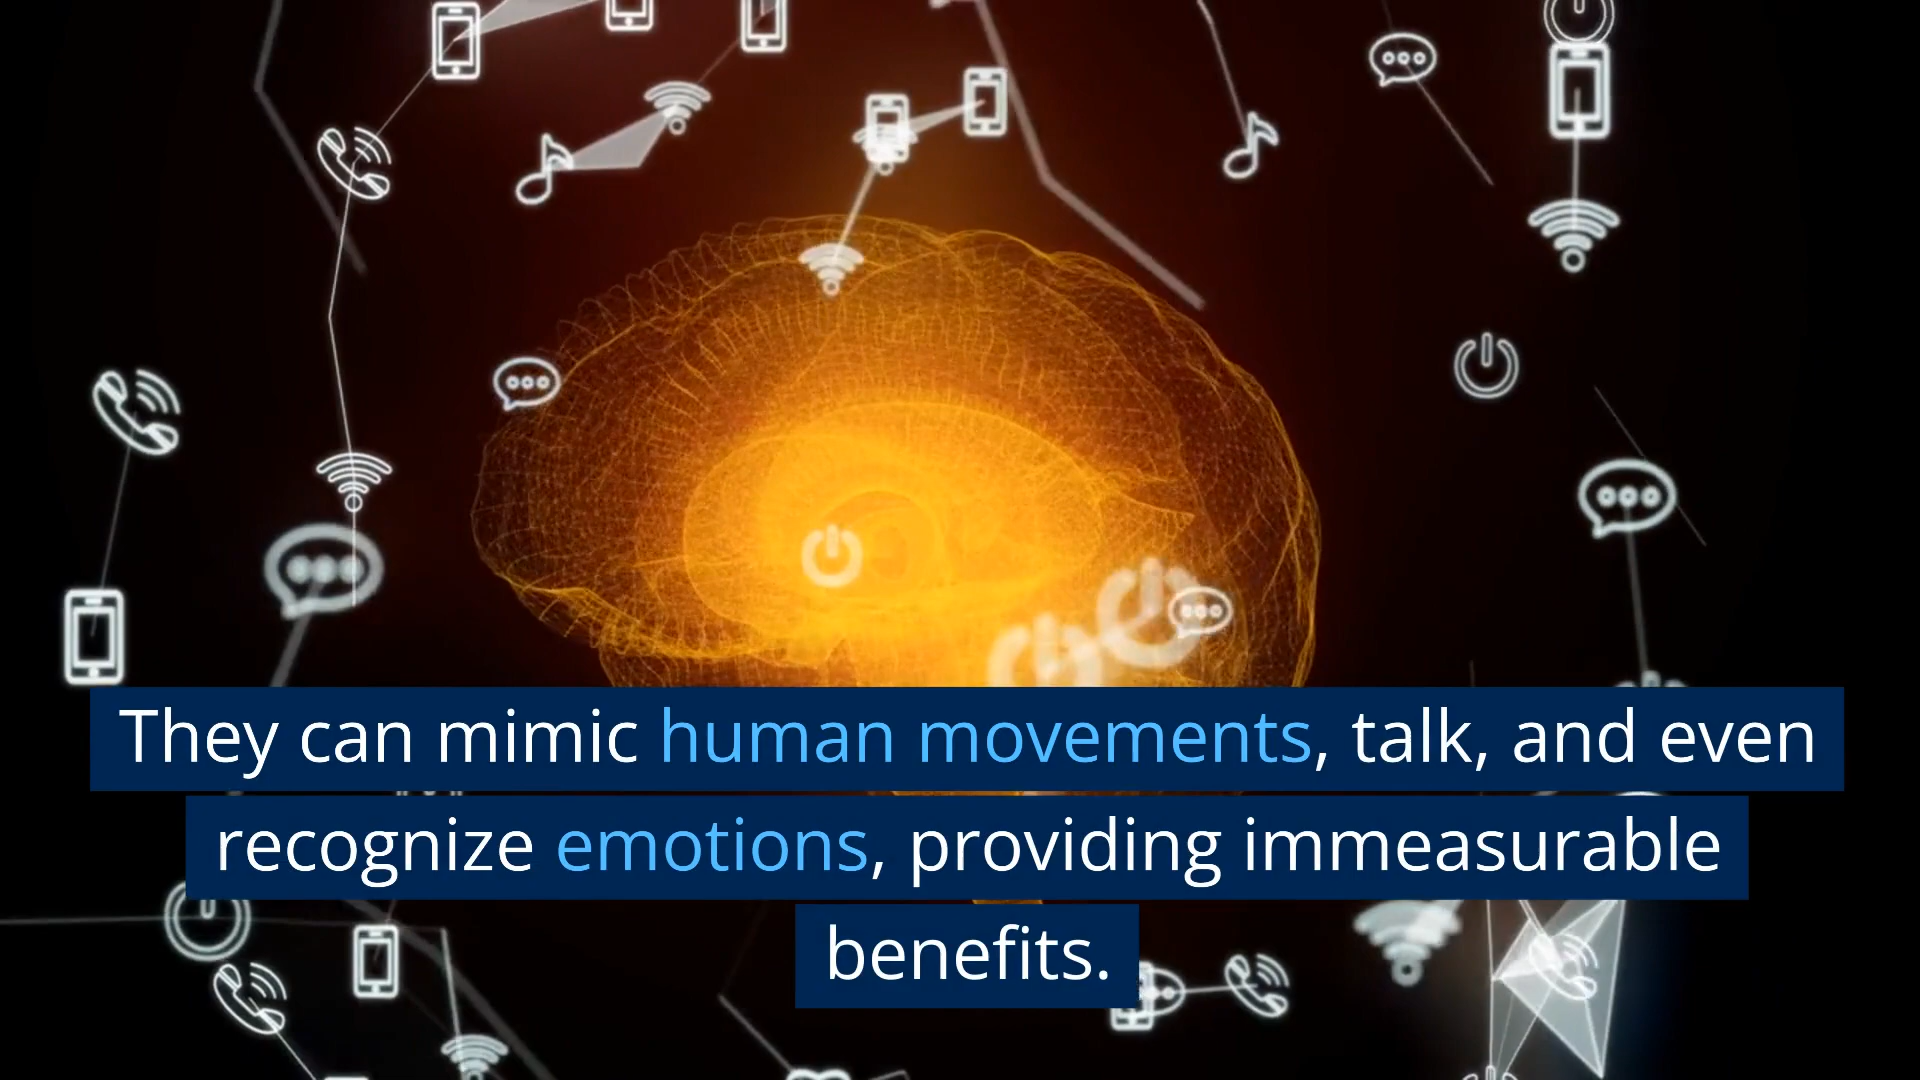 They can mimic human movements, talk, and even
recognize emotions, providing immeasurable
benefits.